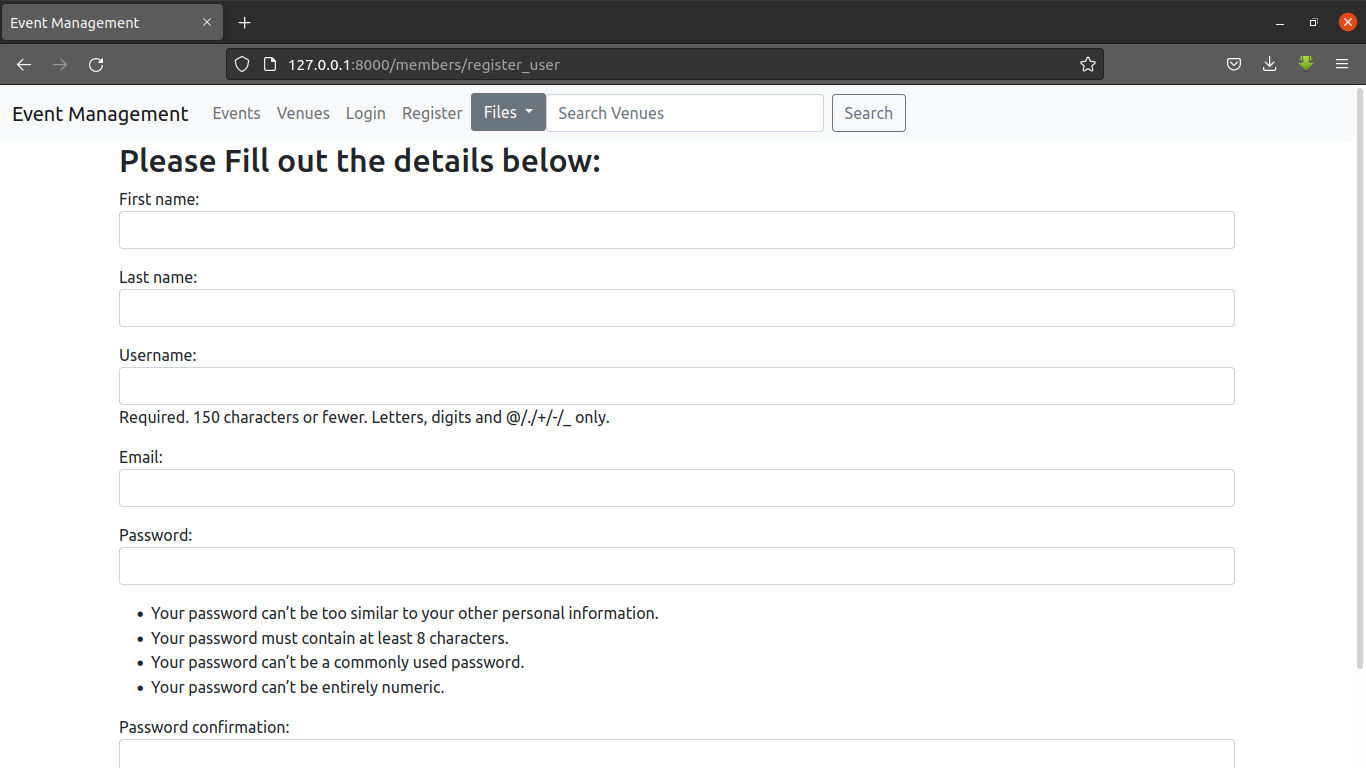 Event Management
127.0.0.1:8000/members/register_user
Event Management Events Venues Login Register Files Search Venues Search
Please Fill out the details below:
First name:
Last name:
Username:
Required. 150 characters or fewer. Letters, digits and @/./+/-/_ only.
Email:
Password:
• Your password can’t be too similar to your other personal information.
• Your password must contain at least 8 characters.
• Your password can’t be a commonly used password.
• Your password can’t be entirely numeric.
Password confirmation: